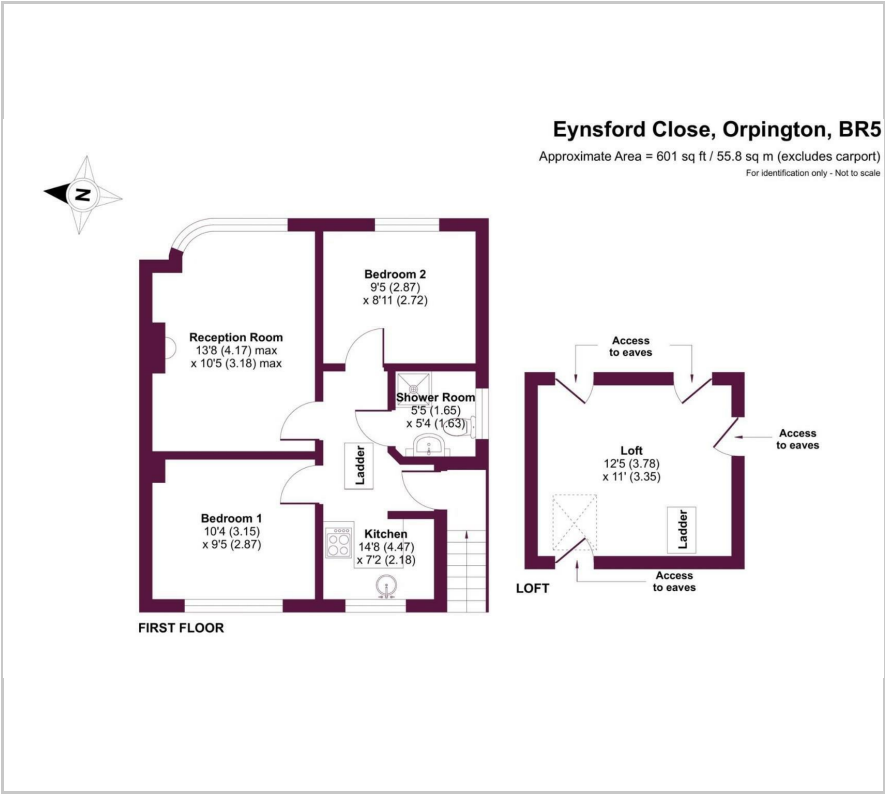 Eynsford Close, Orpington, BR5
Approximate Area = 601 sq ft / 55.8 sq m (excludes carport)
For identification only - Not to scale
N
Bedroom 2
9'5 (2.87)
x 8'11 (2.72)
Reception Room
13'8 (4.17) max
x 10'5 (3.18) max
Shower Room
5'5 (1.65)
x 5'4 (1.63)
Ladder
Bedroom 1
10'4 (3.15)
x 9'5 (2.87)
Kitchen
14'8 (4.47)
x 7'2 (2.18)
FIRST FLOOR
Access
to eaves
Access
to eaves
Loft
12'5 (3.78)
x 11' (3.35)
Ladder
Access
to eaves
LOFT